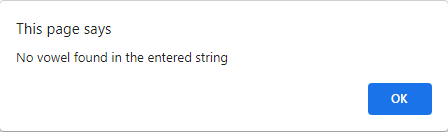 This page says
No vowel found in the entered string
OK